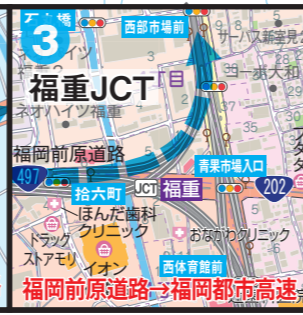 3
西部市場前
福重JCT
丁目
ネオハイツ福重
福岡前原道路
青果市場入口
497
拾六町
JCT
福重
202
ほんだ歯科
クリニック
ドラッグ
ストアモリ
おながわクリニック
イオン
西体育館前
福岡前原道路→福岡都市高速